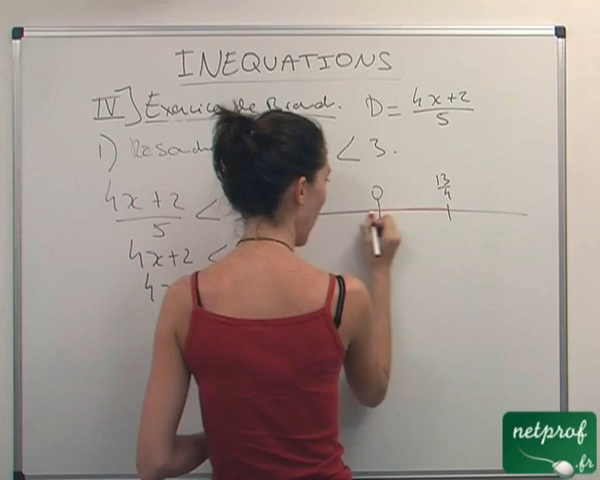 INEQUATIONS
IV] Exercice de Brevet. D = 4x+2/5
1) < 3.
4x+2/5 <
4x+2 <
4x
0 13/4
netprof
.fr